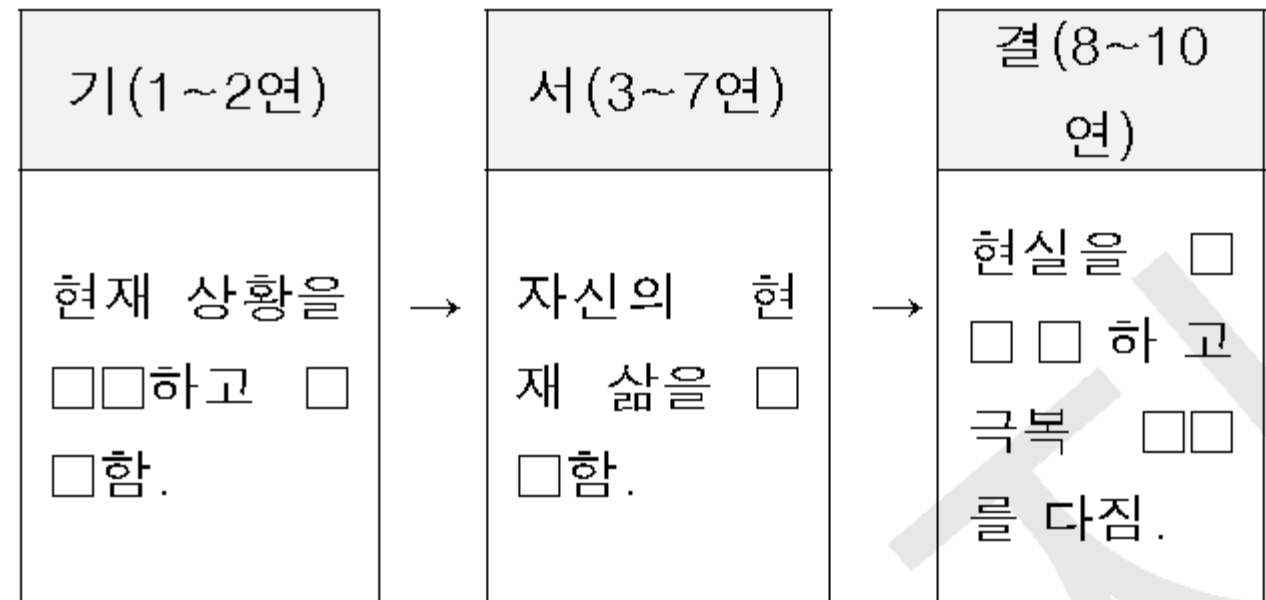 기(1~2연)
현재 상황을
□□하고 □
□함.
→
서(3~7연)
자신의 현
재 삶을 □
□함.
→
결(8~10
연)
현실을 □
□□하고
극복 □□
를 다짐.